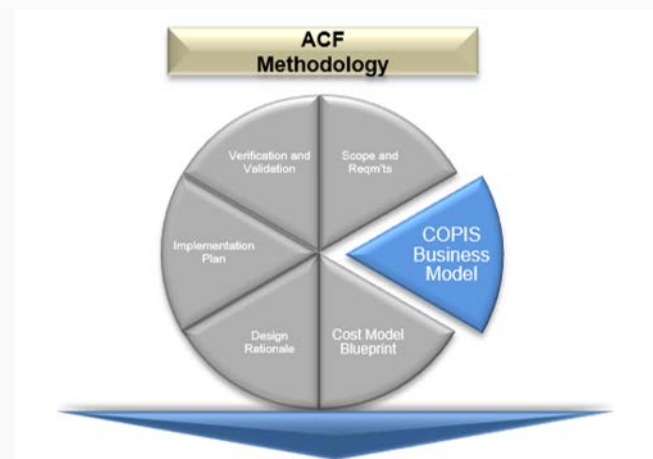 ACF
Methodology
Verification and
Validation
Scope and
Reqm'ts
COPIS
Business
Model
Implementation
Plan
Design
Rationale
Cost Model
Blueprint